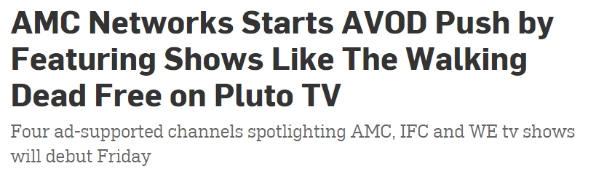 AMC Networks Starts AVOD Push by
Featuring Shows Like The Walking
Dead Free on Pluto TV
Four ad-supported channels spotlighting AMC, IFC and WE tv shows
will debut Friday